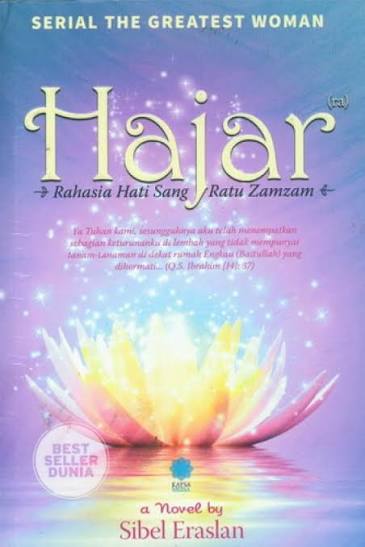 SERIAL THE GREATEST WOMAN
Hajar (ra)
Rahasia Hati Sang Ratu Zamzam
Ya Tuhan kami, sesungguhnya aku telah menempatkan
sebagian keturunanku di lembah yang tidak mempunyai
tanam-tanaman di dekat rumah Engkau (Baitullah) yang
dihormati... (Q.S. Ibrahim [14]: 37)
BEST
SELLER
DUNIA
KAYSA
a Novel by
Sibel Eraslan